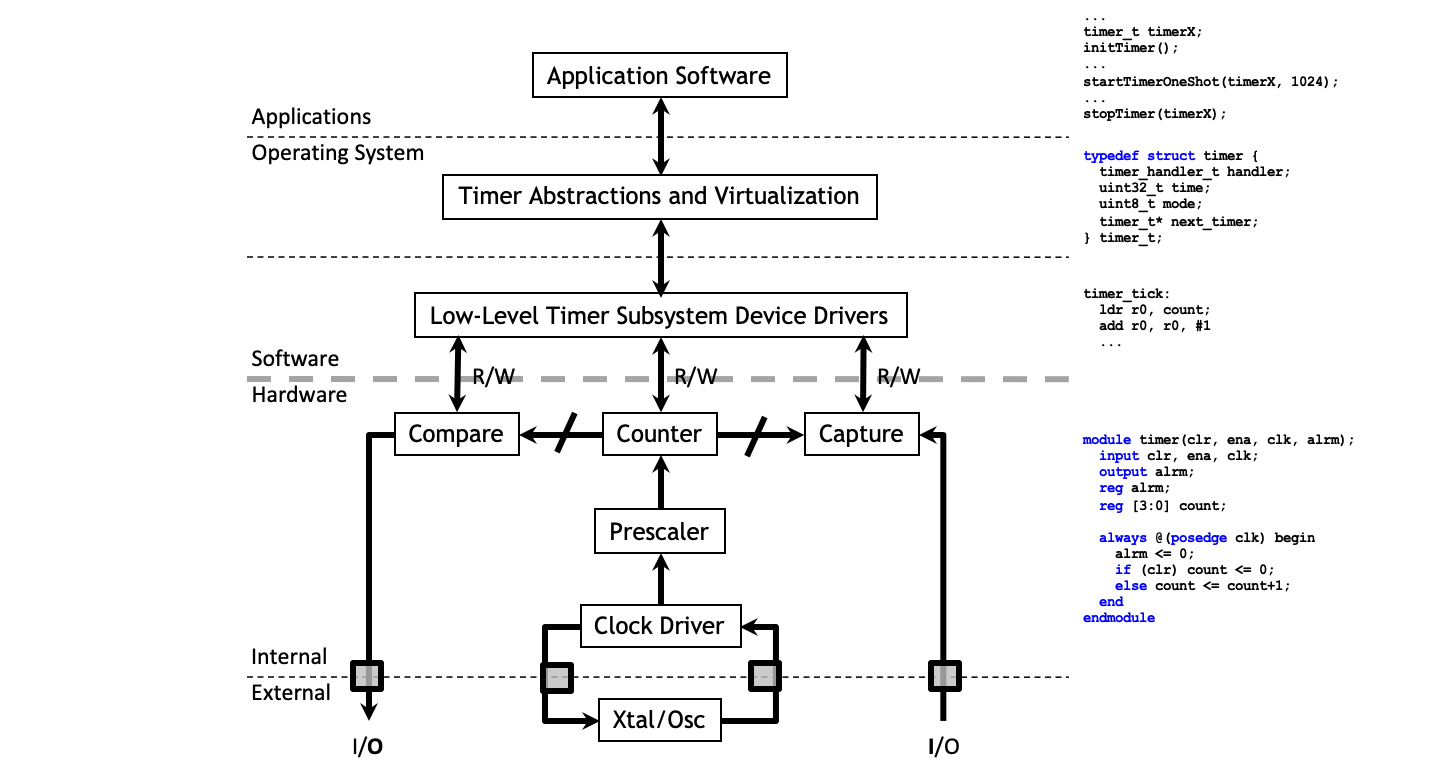 Application Software
Applications
Operating System
Timer Abstractions and Virtualization
Low-Level Timer Subsystem Device Drivers
Software
R/W R/W R/W
Hardware
Compare Counter Capture
Prescaler
Clock Driver
Internal
External
Xtal/Osc
I/O I/O
...
timer_t timerX;
initTimer();
...
startTimerOneShot(timerX, 1024);
...
stopTimer(timerX);
typedef struct timer {
  timer_handler_t handler;
  uint32_t time;
  uint8_t mode;
  timer_t* next_timer;
} timer_t;
timer_tick:
  ldr r0, count;
  add r0, r0, #1
  ...
module timer(clr, ena, clk, alrm);
  input clr, ena, clk;
  output alrm;
  reg alrm;
  reg [3:0] count;
  always @(posedge clk) begin
    alrm <= 0;
    if (clr) count <= 0;
    else count <= count+1;
  end
endmodule